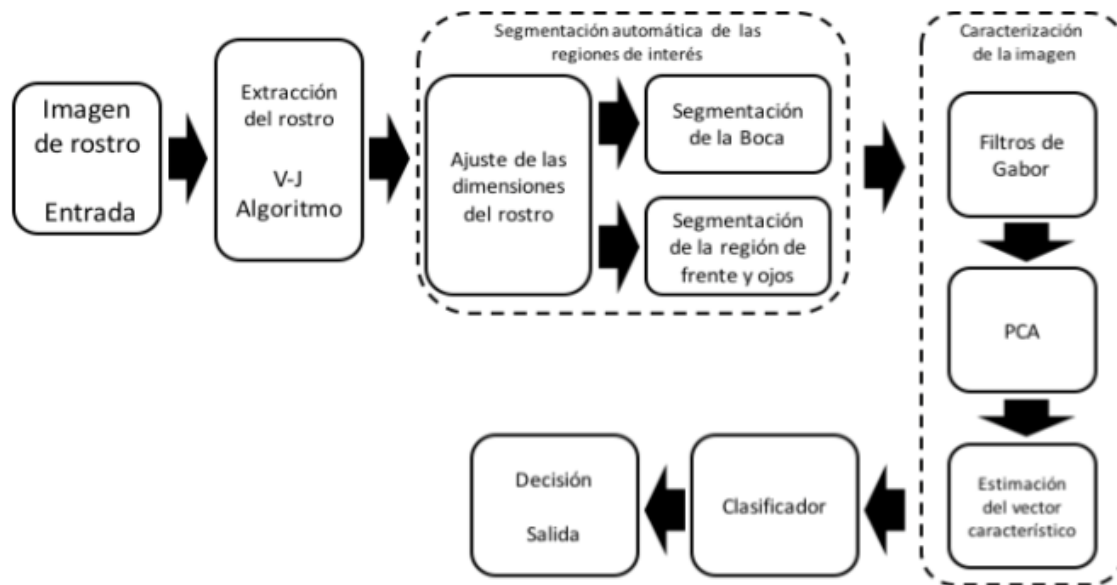 Imagen
de rostro
Entrada
Extracción
del rostro
V-J
Algoritmo
Segmentación automática de las
regiones de interés
Ajuste de las
dimensiones
del rostro
Segmentación
de la Boca
Segmentación
de la región de
frente y ojos
Caracterización
de la imagen
Filtros de
Gabor
PCA
Estimación
del vector
característico
Clasificador
Decisión
Salida